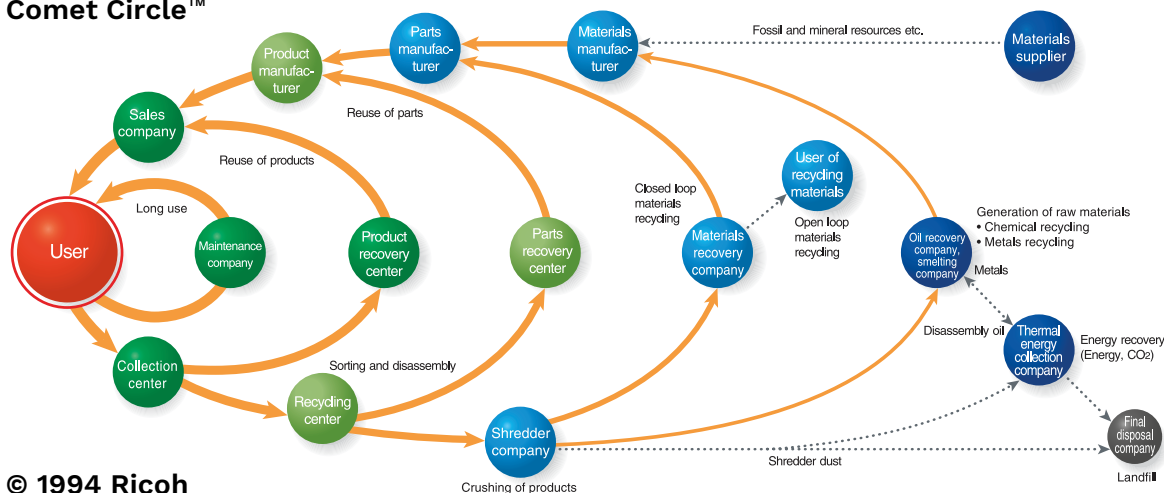 Comet Circle™
Parts
manufac-
turer
Materials
manufac-
turer
Fossil and mineral resources etc.
Materials
supplier
Product
manufac-
turer
Sales
company
Reuse of parts
Reuse of products
User of
recycling
materials
Closed loop
materials
recycling
Long use
User
Maintenance
company
Product
recovery
center
Parts
recovery
center
Materials
recovery
company
Open loop
materials
recycling
Oil recovery
company,
smelting
company
Generation of raw materials
• Chemical recycling
• Metals recycling
Metals
Disassembly oil
Thermal
energy
collection
company
Energy recovery
(Energy, CO2)
Collection
center
Sorting and disassembly
Recycling
center
Shredder
company
Crushing of products
Shredder dust
Final
disposal
company
Landfill
© 1994 Ricoh